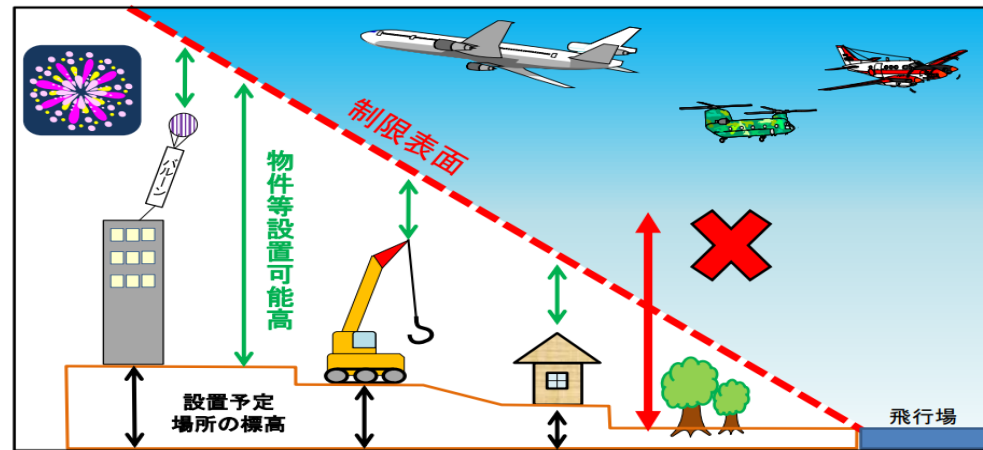 バルーン
物件等設置可能高
制限表面
設置予定
場所の標高
飛行場